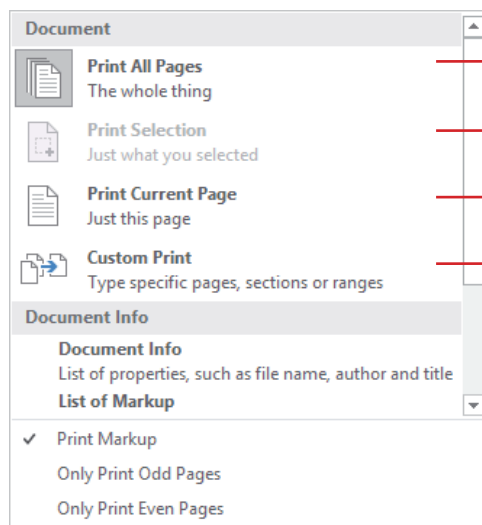 Document
Print All Pages
The whole thing
Print Selection
Just what you selected
Print Current Page
Just this page
Custom Print
Type specific pages, sections or ranges
Document Info
Document Info
List of properties, such as file name, author and title
List of Markup
Print Markup
Only Print Odd Pages
Only Print Even Pages